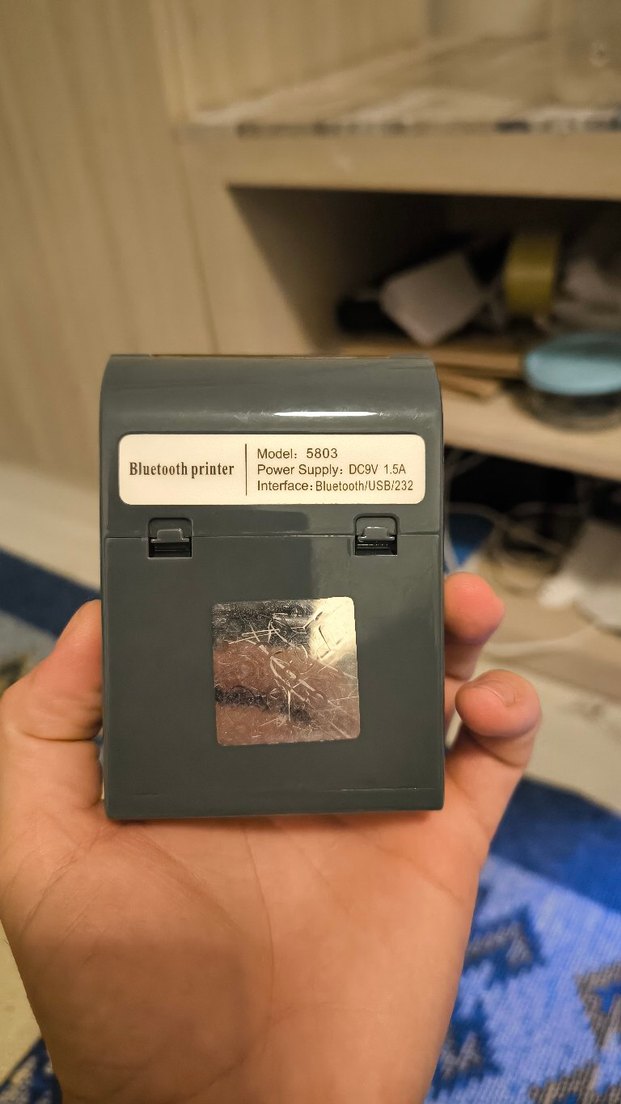 Bluetooth printer
Model: 5803
Power Supply: DC9V 1.5A
Interface: Bluetooth/USB/232